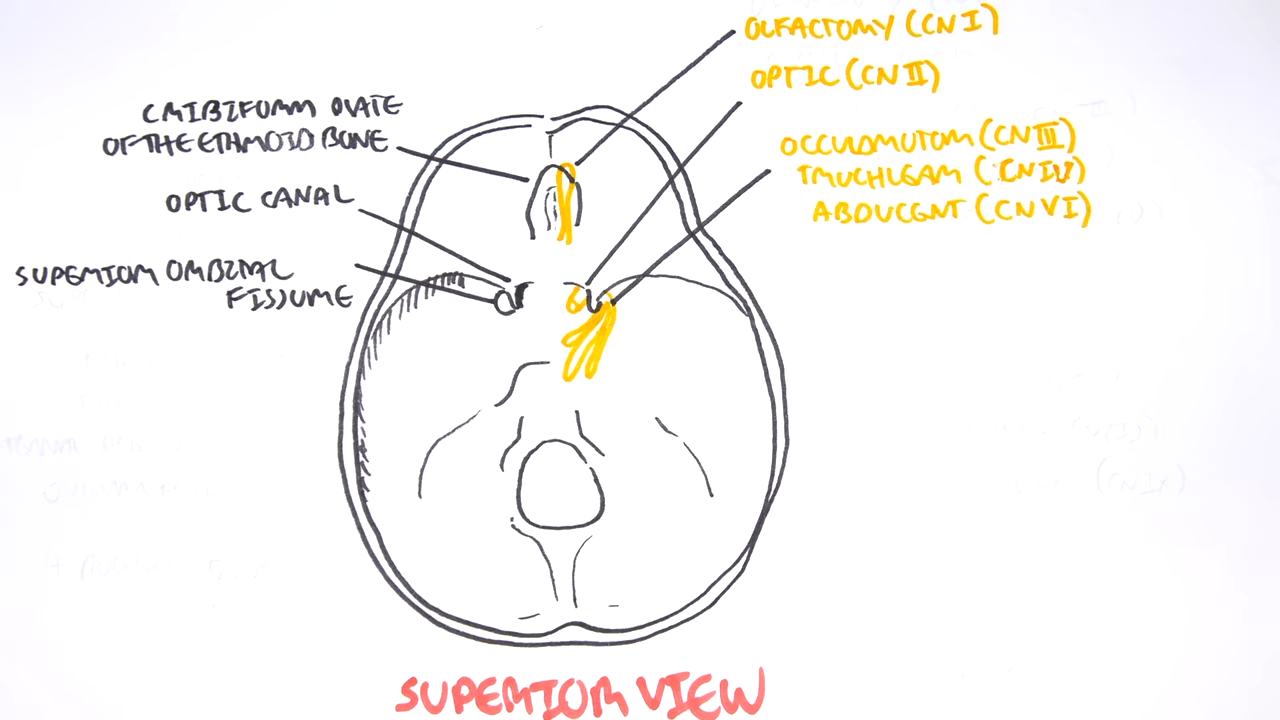 OLFACTORY (CN I)
OPTIC (CN II)
OCCULOMOTOR (CN III)
TROCHLEAR (CN IV)
ABDUCENT (CN VI)
CRIBIFORM PLATE
OF THE ETHMOID BONE
OPTIC CANAL
SUPERIOR ORBITAL
FISSURE
SUPERIOR VIEW